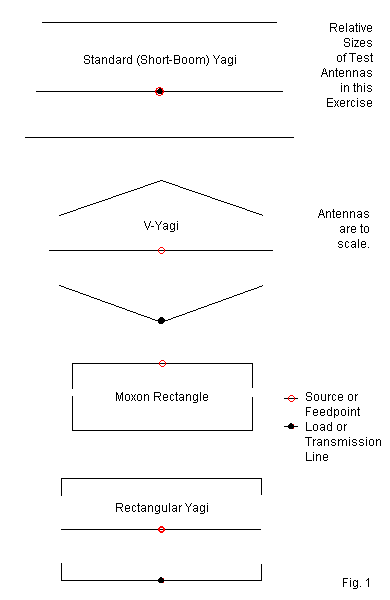 Relative
Sizes
of Test
Antennas
in this
Exercise
Standard (Short-Boom) Yagi
Antennas
are to
scale.
V-Yagi
Moxon Rectangle
Source or
Feedpoint
Load or
Transmission
Line
Rectangular Yagi
Fig. 1